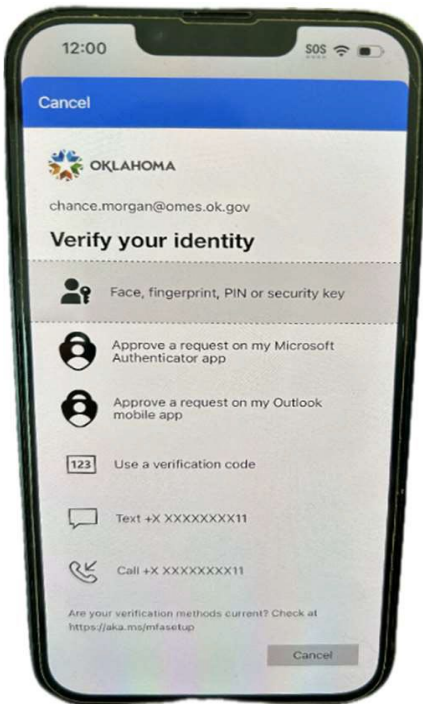 12:00
SOS
Cancel
OKLAHOMA
chance.morgan@omes.ok.gov
Verify your identity
Face, fingerprint, PIN or security key
Approve a request on my Microsoft
Authenticator app
Approve a request on my Outlook
mobile app
123
Use a verification code
Text +X XXXXXXXX11
Call +X XXXXXXXX11
Are your verification methods current? Check at
https://aka.ms/mfasetup
Cancel